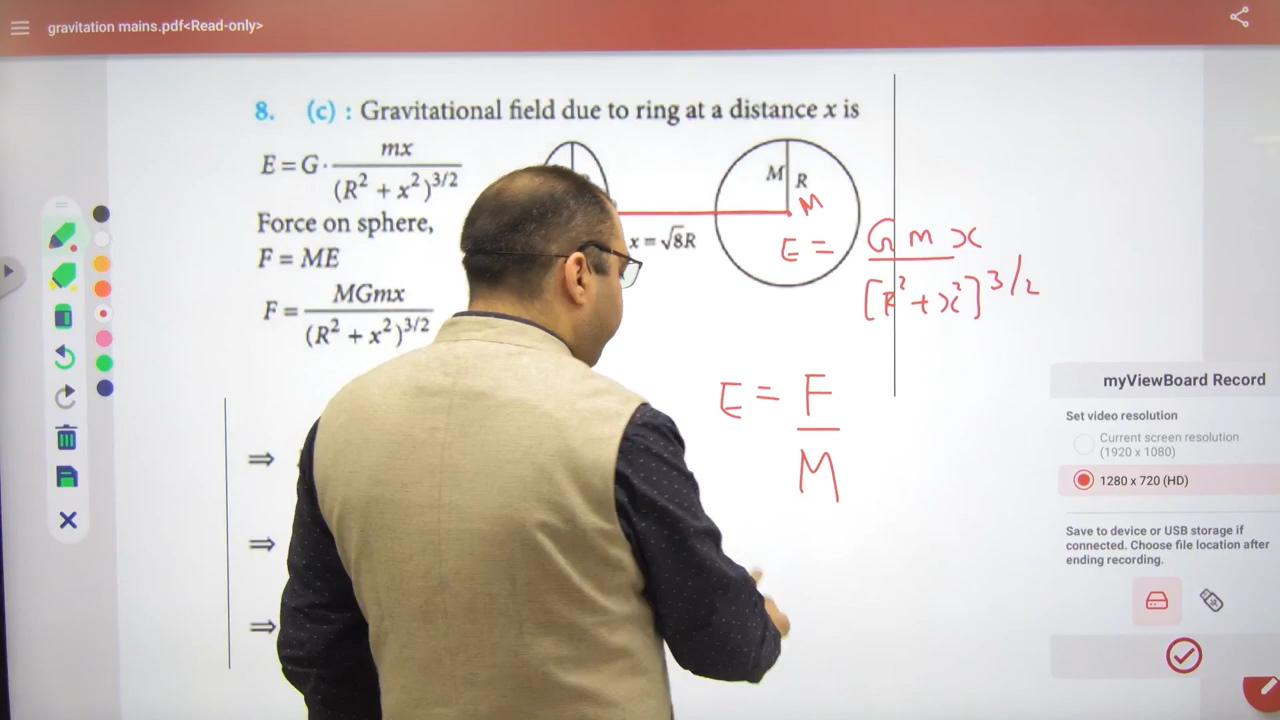 gravitation mains.pdf<Read-only>
8. (c) : Gravitational field due to ring at a distance x is
E = G · mx / (R² + x²)^3/2
Force on sphere,
F = ME
F = MGmx / (R² + x²)^3/2
⇒
⇒
⇒
x = √8R
M R
M
E = G m x / [R² + x²]^3/2
E = F / M
myViewBoard Record
Set video resolution
Current screen resolution
(1920 x 1080)
1280 x 720 (HD)
Save to device or USB storage if
connected. Choose file location after
ending recording.